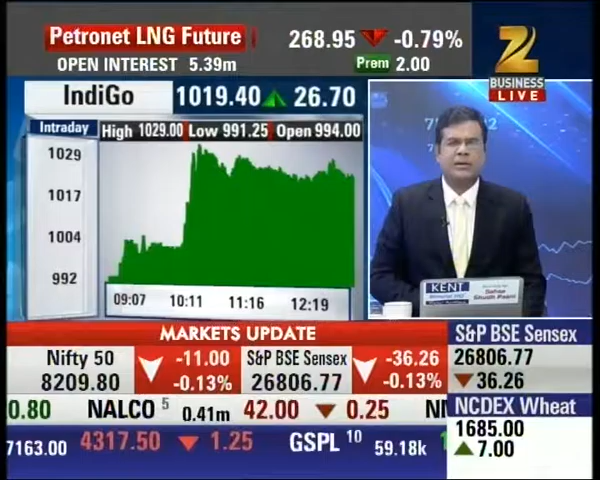 Petronet LNG Future
268.95 -0.79%
OPEN INTEREST 5.39m
Prem 2.00
Z
BUSINESS
LIVE
IndiGo 1019.40 26.70
Intraday High 1029.00 Low 991.25 Open 994.00
1029
1017
1004
992
09:07 10:11 11:16 12:19
KENT
MARKETS UPDATE
Nifty 50
8209.80
-11.00
-0.13%
S&P BSE Sensex
26806.77
-36.26
-0.13%
S&P BSE Sensex
26806.77
36.26
NCDEX Wheat
1685.00
7.00
0.80 NALCO 5 0.41m 42.00 0.25
7163.00 4317.50 1.25 GSPL 10 59.18k